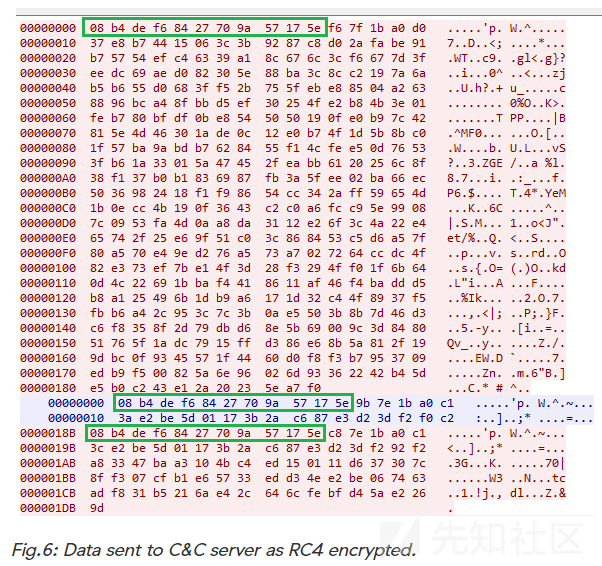 00000000 08 b4 de f6 84 27 70 9a 57 17 5e f6 7f 1b a0 d0 .....'p. W.^.....
00000010 37 e8 b7 44 15 06 3c 3b 92 87 c8 d0 2a fa be 91 7..D..<; ....*...
00000020 b7 57 54 ef c4 63 39 a1 8c 67 6c 3c f6 67 7d 3f .WT..c9. .gl<.g}?
00000030 ee dc 69 ae d0 82 30 5e 88 ba 3c 8c c2 19 7a 6a ..i...0^ ..<...zj
00000040 b5 b6 55 d0 68 3f f5 2b 75 5f eb e8 85 04 a2 63 ..U.h?.+ u_.....c
00000050 88 96 bc a4 8f bb d5 ef 30 25 4f e2 b8 4b 3e 01 ........ 0%O..K>.
00000060 fe b7 80 bf df 0b e8 54 50 50 19 0f e0 b9 7c 42 .......T PP....|B
00000070 81 5e 4d 46 30 1a de 0c 12 e0 b7 4f 1d 5b b8 c0 .^MF0... ...O.[..
00000080 1f 57 ba 9a bd b7 62 84 55 f1 4c fe e5 0d 76 53 .W....b. U.L...vS
00000090 3f b6 1a 33 01 5a 47 45 2f ea bb 61 20 25 6c 8f ?..3.ZGE /..a %l.
000000A0 38 f1 37 b0 b1 83 69 87 fb 3a 5f ee 02 ba 66 ec 8.7...i. .:_...f.
000000B0 50 36 98 24 18 f1 f9 86 54 cc 34 2a ff 59 65 4d P6.$.... T.4*.YeM
000000C0 1b 0e cc 4b 19 0f 36 43 c2 c0 a6 fc c9 5e 99 08 ...K..6C .....^..
000000D0 7c 09 53 fa 4d 0a a8 da 31 12 e2 6f 3c 4a 22 e4 |.S.M... 1..o<J".
000000E0 65 74 2f 25 e6 9f 51 c0 3c 86 84 53 c5 d6 a5 7f et/%..Q. <..S....
000000F0 80 a5 70 e4 9e d2 76 a5 73 a7 02 72 64 cc dc 4f ..p...v. s..rd..O
00000100 82 e3 73 ef 7b e1 4f 3d 28 f3 29 4f f0 1f 6b 64 ..s.{.O= (.)O..kd
00000110 0d 4c 22 69 1b ba f4 41 86 11 af 46 f4 ba dd d5 .L"i...A ...F....
00000120 b8 a1 25 49 6b 1d b9 a6 17 1d 32 c4 4f 89 37 f5 ..%Ik... ..2.O.7.
00000130 fb b6 a4 2c 95 3c 7c 3b 0a e5 50 3b 8b 7d 46 d3 ...,.<|; ..P;.}F.
00000140 c6 f8 35 8f 2d 79 db d6 8e 5b 69 00 9c 3d 84 80 ..5.-y.. .[i..=..
00000150 51 76 5f 1a dc 79 15 ff d3 86 e6 8b 5a 81 2f 19 Qv_..y.. ....Z./.
00000160 9d bc 0f 93 45 57 1f 44 60 d0 f8 f3 b7 95 37 09 ....EW.D `.....7.
00000170 ed b9 f5 00 82 5a 6e 96 02 6d 93 36 22 42 b4 5d .....Zn. .m.6"B.]
00000180 e5 b0 c2 43 e1 2a 20 23 5e a7 f0 ...C.* # ^..
00000000 08 b4 de f6 84 27 70 9a 57 17 5e 9b 7e 1b a0 c1 .....'p. W.^.~...
00000010 3a e2 be 5d 01 17 3b 2a c6 87 e3 d2 3d f2 f0 c2 :..]..;* ....=...
0000018B 08 b4 de f6 84 27 70 9a 57 17 5e c8 7e 1b a0 c1 .....'p. W.^.~...
0000019B 3c e2 be 5d 01 17 3b 2a c6 87 e3 d2 3d f2 92 f2 <..]..;* ....=...
000001AB a8 33 47 ba a3 10 4b c4 ed 15 01 11 d6 37 30 7c .3G...K. .....70|
000001BB 8f f3 07 cf b1 e6 57 33 ed d3 4e e2 be 06 74 63 ......W3 ..N...tc
000001CB ad f8 31 b5 21 6a e4 2c 64 6c fe bf d4 5a e2 26 ..1.!j., dl...Z.&
000001DB 9d .
Fig.6: Data sent to C&C server as RC4 encrypted.
先知社区